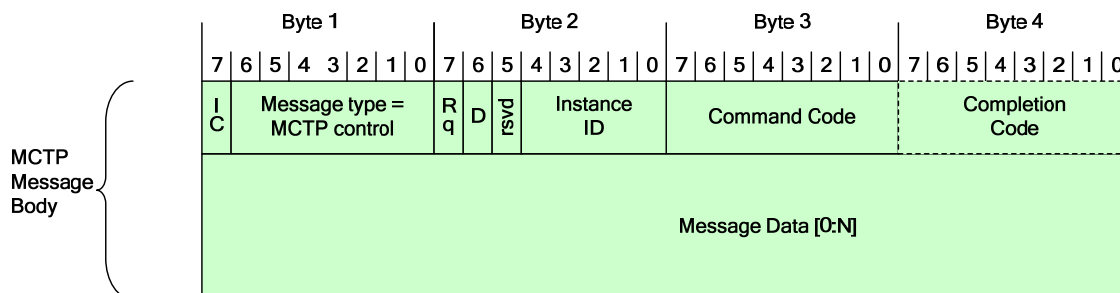 Byte 1 Byte 2 Byte 3 Byte 4
7 6 5 4 3 2 1 0 7 6 5 4 3 2 1 0 7 6 5 4 3 2 1 0 7 6 5 4 3 2 1 0
I
C
Message type =
MCTP control
R
q
D
rsvd
Instance
ID
Command Code
Completion
Code
MCTP
Message
Body
Message Data [0:N]